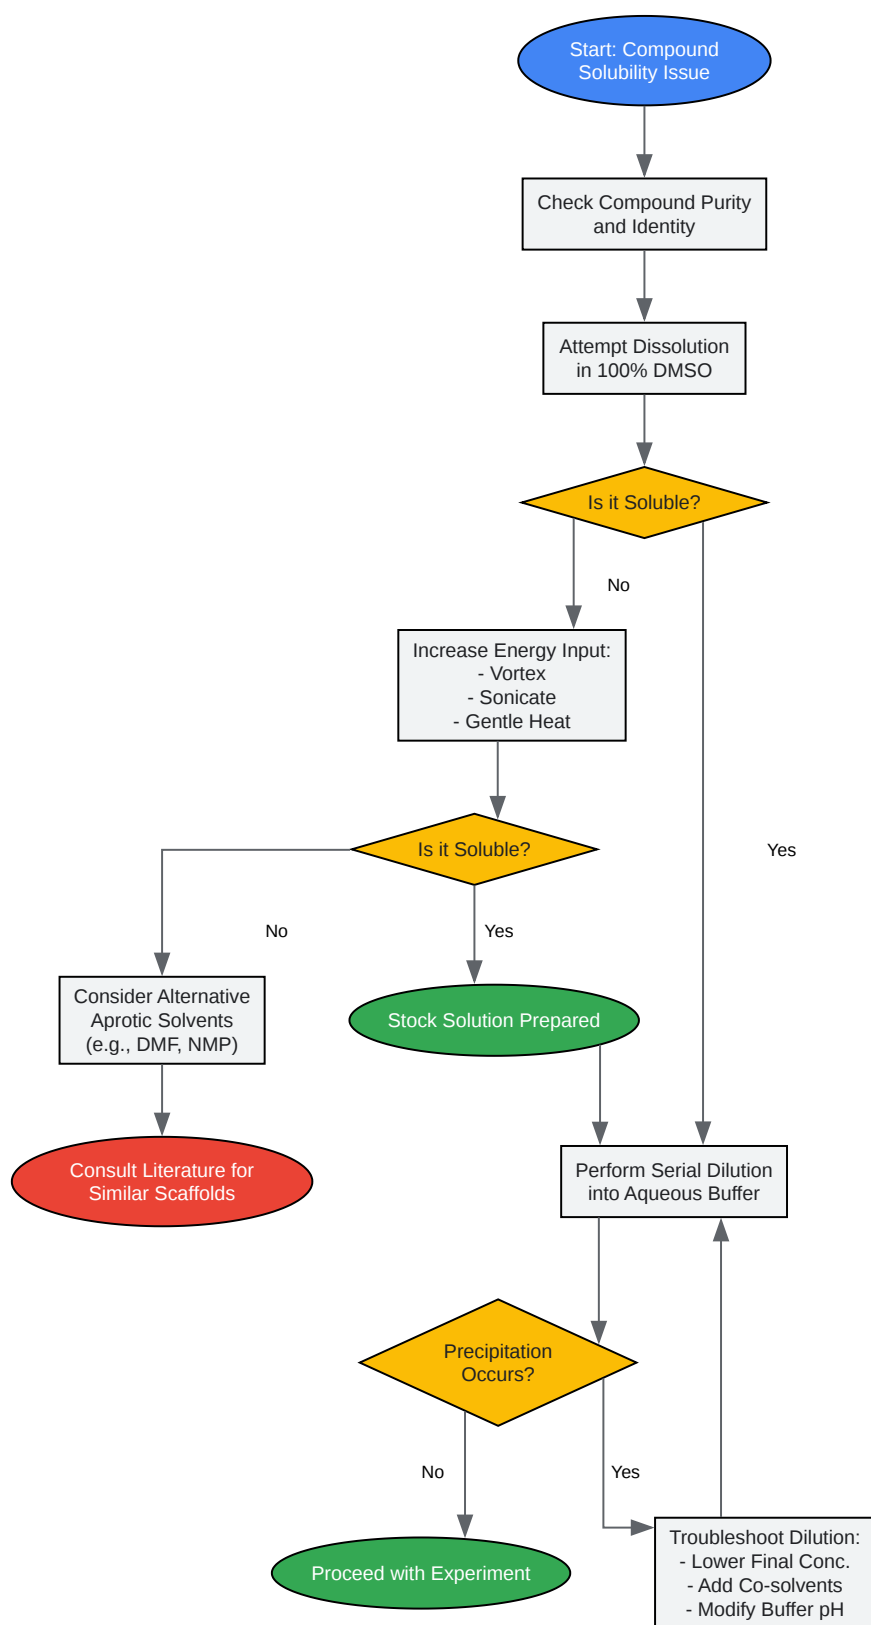 Start: Compound
Solubility Issue
Check Compound Purity
and Identity
Attempt Dissolution
in 100% DMSO
Is it Soluble?
No
Increase Energy Input:
- Vortex
- Sonicate
- Gentle Heat
Is it Soluble?
Yes
No
Yes
Consider Alternative
Aprotic Solvents
(e.g., DMF, NMP)
Stock Solution Prepared
Consult Literature for
Similar Scaffolds
Perform Serial Dilution
into Aqueous Buffer
Precipitation
Occurs?
No
Yes
Proceed with Experiment
Troubleshoot Dilution:
- Lower Final Conc.
- Add Co-solvents
- Modify Buffer pH